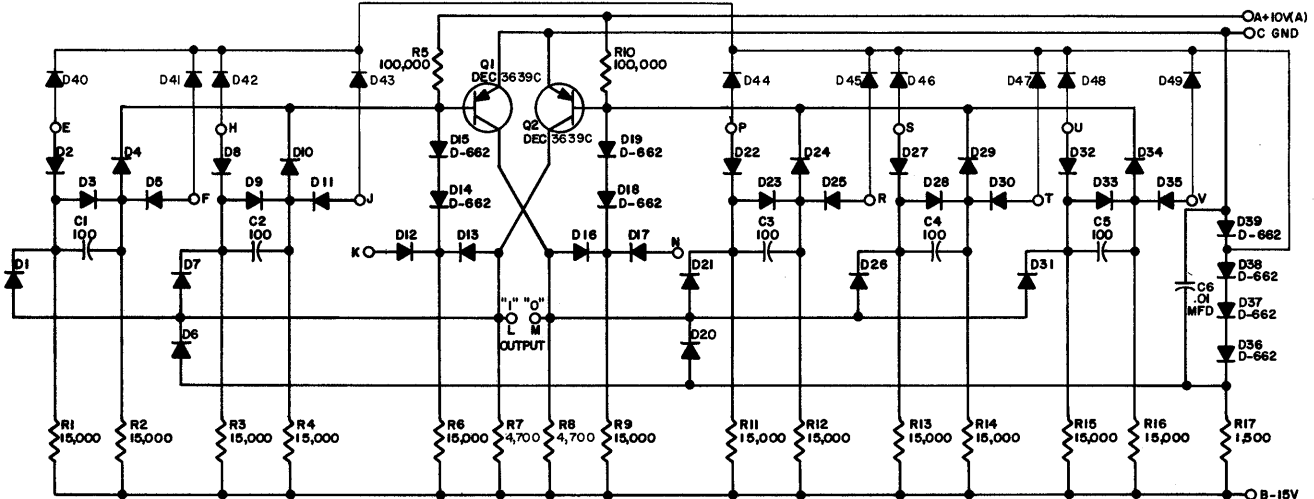 A+10V(A)
C GND
R5
100,000
Q1
DEC 3639C
R10
100,000
Q2
DEC 3639C
D40
D41
D42
D43
D44
D45
D46
D47
D48
D49
E
H
P
S
U
D2
D4
D8
D10
D15
D-662
D19
D-662
D22
D24
D27
D29
D32
D34
D3
D5
F
D9
D11
J
D14
D-662
D18
D-662
D23
D25
R
D28
D30
T
D33
D35
V
C1
100
C2
100
C3
100
C4
100
C5
100
D39
D-662
K
D12
D13
D16
D17
N
D1
D7
D21
D26
D31
D38
D-662
C6
.01
MFD
D37
D-662
"1" "0"
L M
OUTPUT
D6
D20
D36
D-662
R1
15,000
R2
15,000
R3
15,000
R4
15,000
R6
15,000
R7
4,700
R8
4,700
R9
15,000
R11
15,000
R12
15,000
R13
15,000
R14
15,000
R15
15,000
R16
15,000
R17
1,500
B-15V